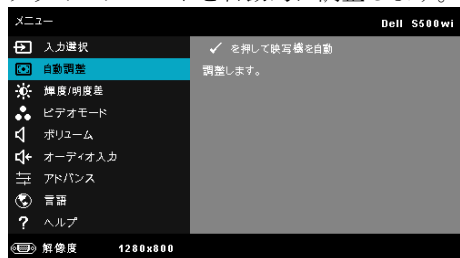 メニュー
Dell S500wi
入力選択
✓ を押して映写機を自動
調整します。
自動調整
輝度/明度差
ビデオモード
ボリューム
オーディオ入力
アドバンス
言語
ヘルプ
解像度 1280x800